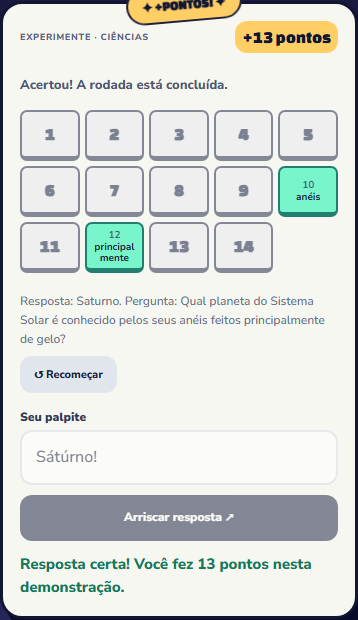 ✦ +PONTOS! ✦
EXPERIMENTE · CIÊNCIAS
+13 pontos
Acertou! A rodada está concluída.
1 2 3 4 5
6 7 8 9 10
anéis
11 12 13 14
principal
mente
Resposta: Saturno. Pergunta: Qual planeta do Sistema
Solar é conhecido pelos seus anéis feitos principalmente
de gelo?
↺ Recomeçar
Seu palpite
Sátúrno!
Arriscar resposta ↗
Resposta certa! Você fez 13 pontos nesta
demonstração.